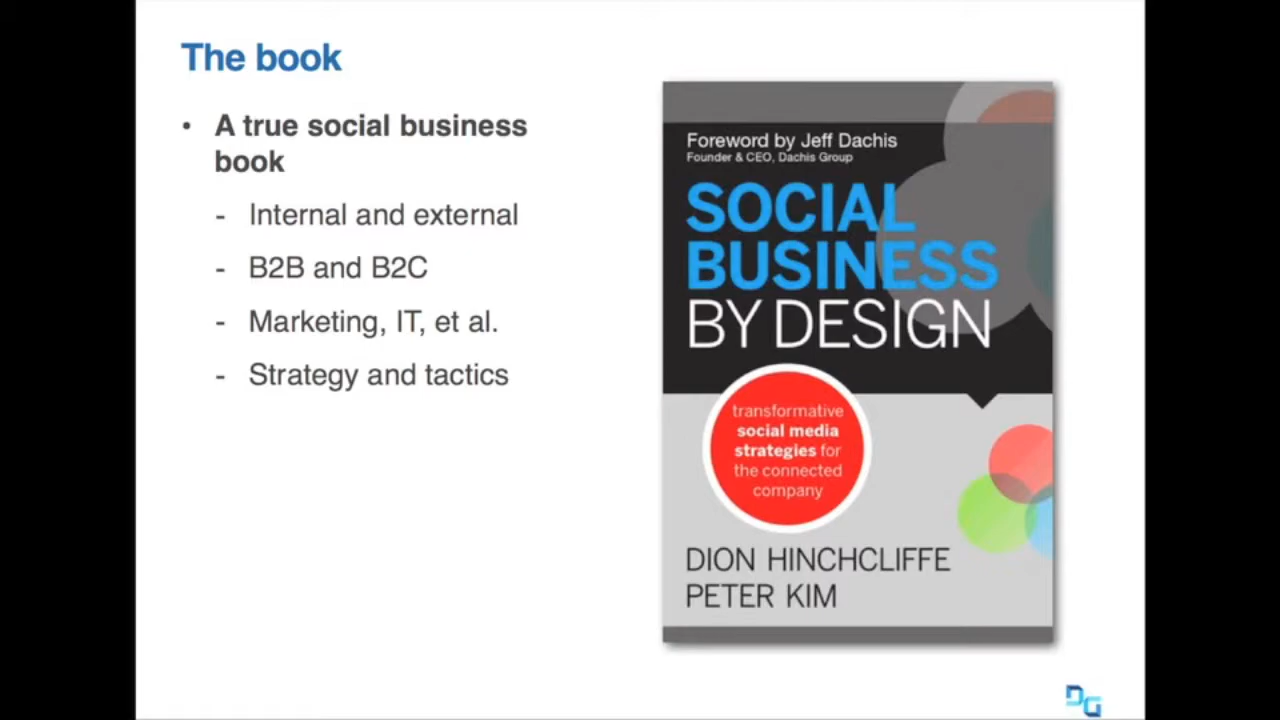 The book
• A true social business
book
- Internal and external
- B2B and B2C
- Marketing, IT, et al.
- Strategy and tactics
Foreword by Jeff Dachis
Founder & CEO, Dachis Group
SOCIAL
BUSINESS
BY DESIGN
transformative
social media
strategies for
the connected
company
DION HINCHCLIFFE
PETER KIM
DG